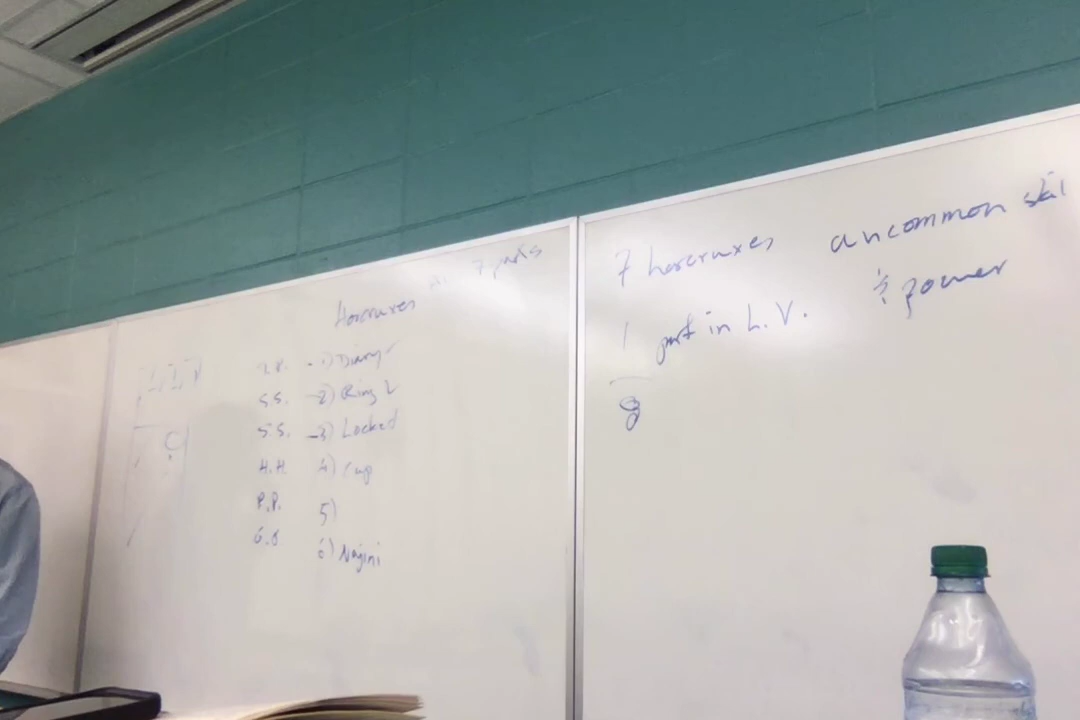 Horcruxes 7 parts
1) Diary
S.S. 2) Ring
S.S. 3) Locket
H.H 4) Cup
P.P. 5)
6) Nagini
7 horcruxes
1 part in L.V.
8
uncommon
& power